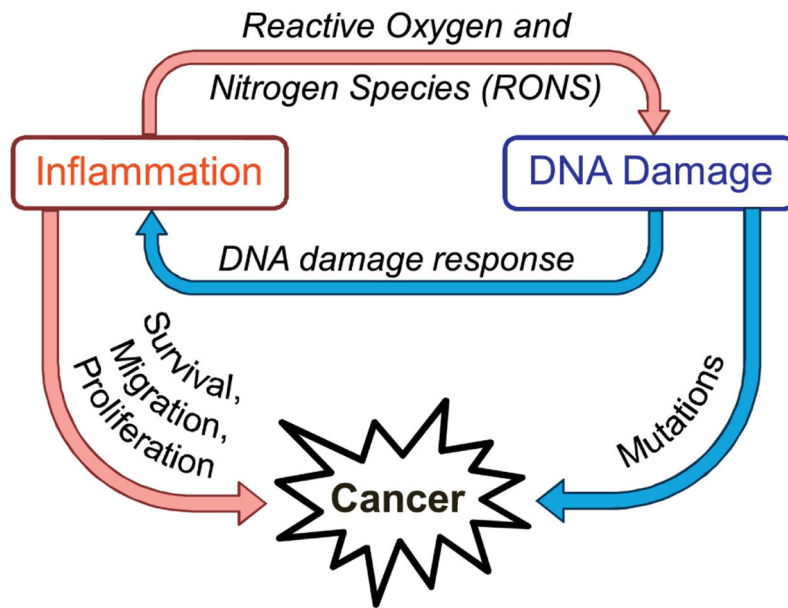 Reactive Oxygen and
Nitrogen Species (RONS)
Inflammation
DNA Damage
DNA damage response
Survival,
Migration,
Proliferation
Mutations
Cancer